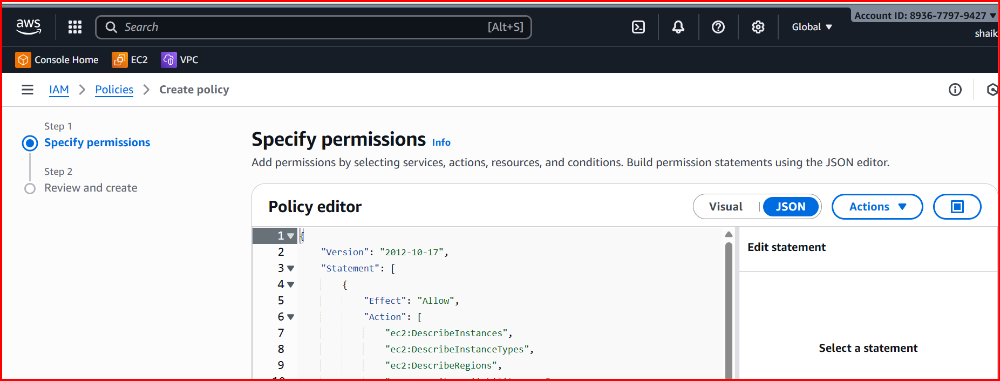 aws
Search [Alt+S]
Global
Account ID: 8936-7797-9427
shaik
Console Home EC2 VPC
IAM Policies Create policy
Step 1
Specify permissions
Step 2
Review and create
Specify permissions Info
Add permissions by selecting services, actions, resources, and conditions. Build permission statements using the JSON editor.
Policy editor
Visual JSON Actions
1 {
2 "Version": "2012-10-17",
3 "Statement": [
4 {
5 "Effect": "Allow",
6 "Action": [
7 "ec2:DescribeInstances",
8 "ec2:DescribeInstanceTypes",
9 "ec2:DescribeRegions",
10
Edit statement
Select a statement